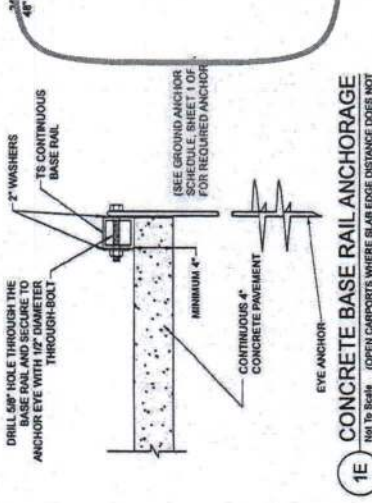 48"
DRILL 5/8" HOLE THROUGH THE
BASE RAIL AND SECURE TO
ANCHOR EYE WITH 1/2" DIAMETER
THROUGH-BOLT
2" WASHERS
TS CONTINUOUS
BASE RAIL
(SEE GROUND ANCHOR
SCHEDULE, SHEET 1 OF
FOR REQUIRED ANCHOR
MINIMUM 4"
CONTINUOUS 4"
CONCRETE PAVEMENT
EYE ANCHOR
1E
CONCRETE BASE RAIL ANCHORAGE
Not To Scale (OPEN CARPORTS WHERE SLAB EDGE DISTANCE DOES NOT